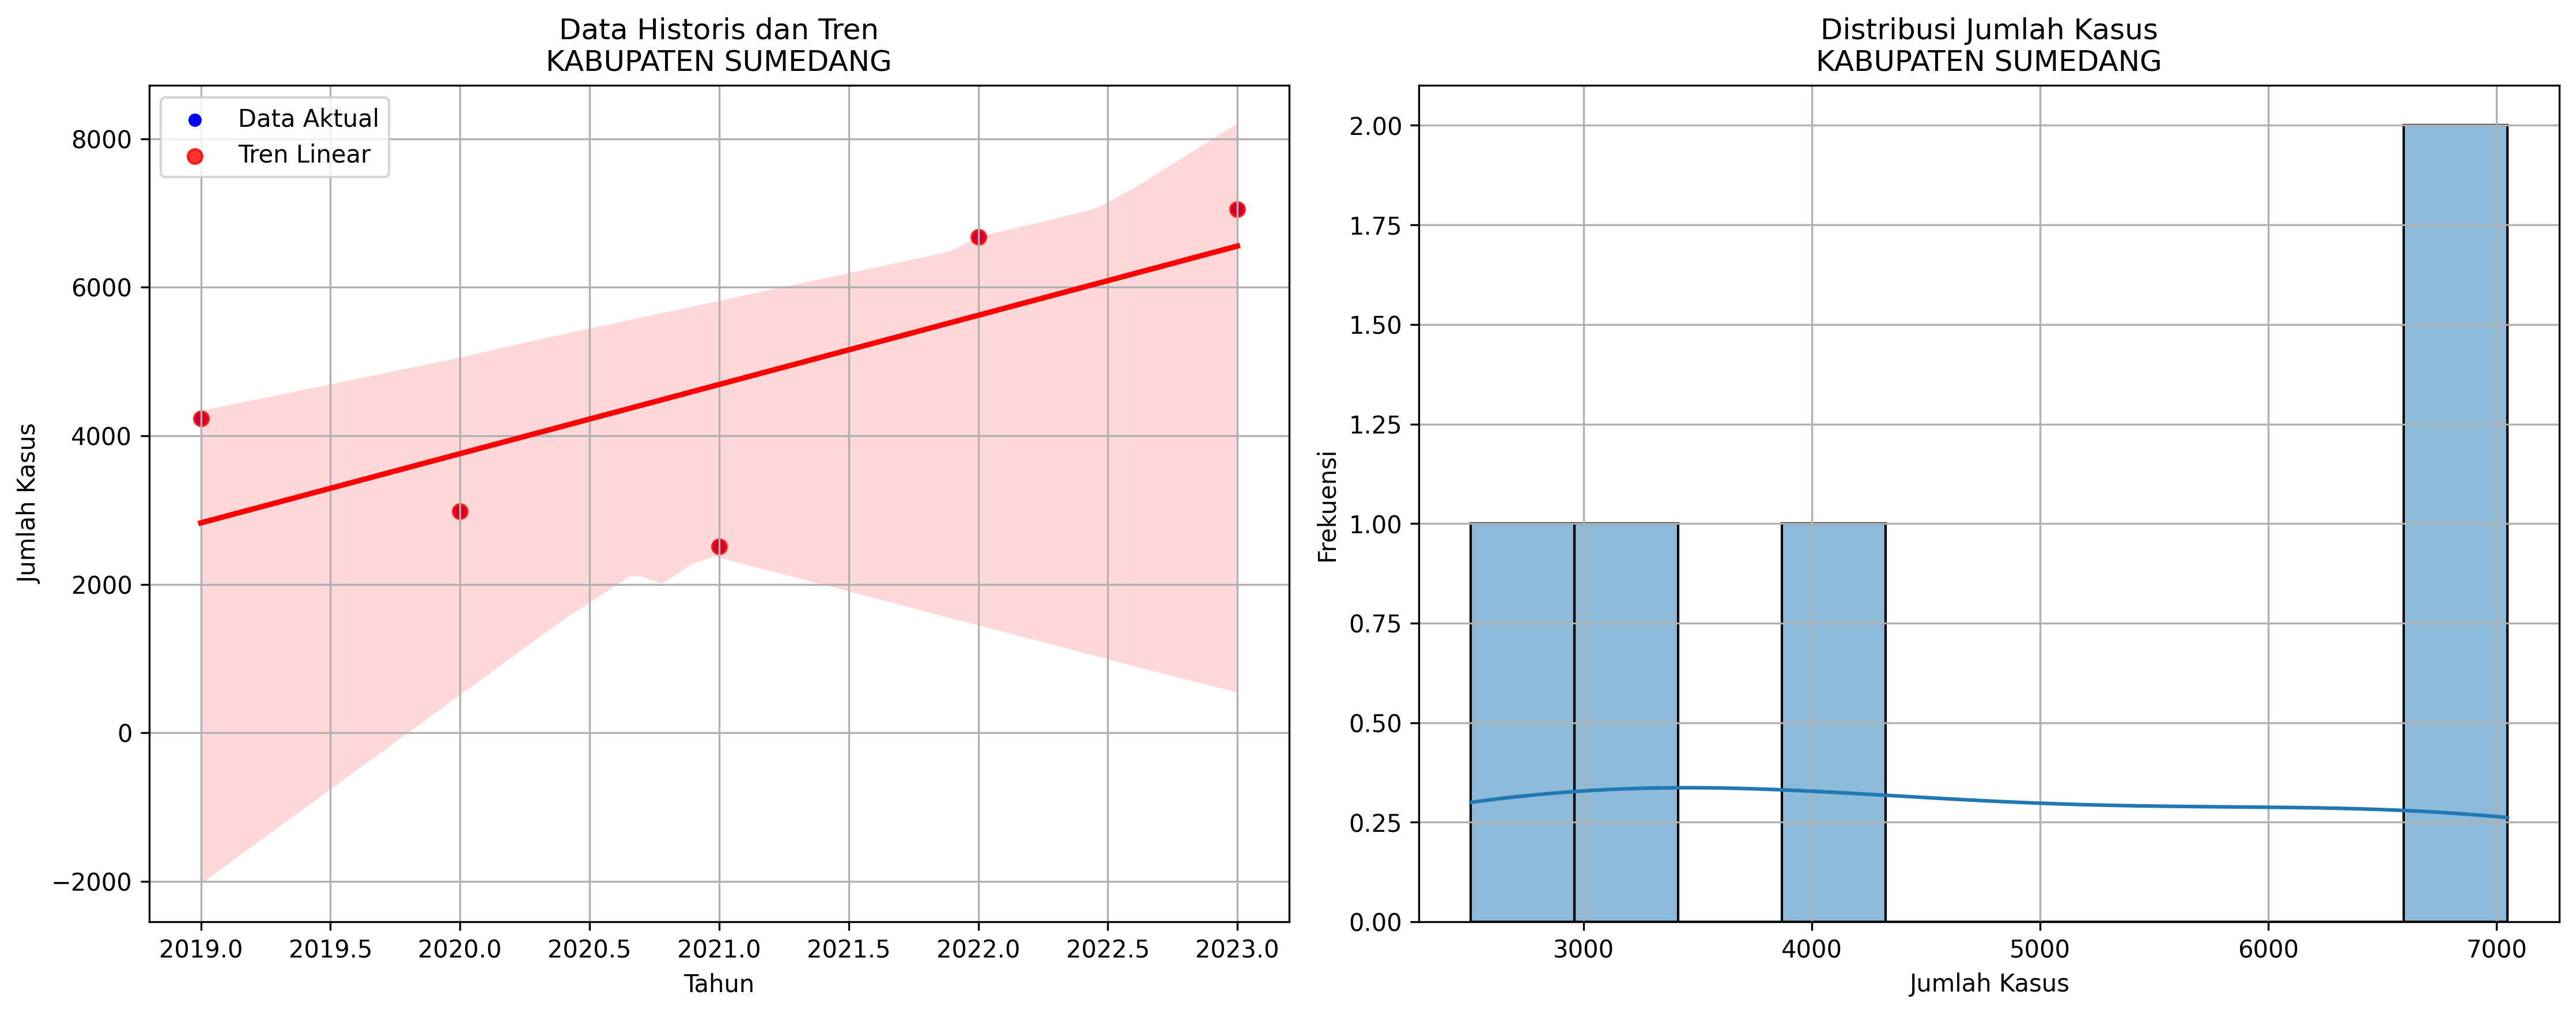 Data Historis dan Tren
KABUPATEN SUMEDANG
Data Aktual
Tren Linear
8000
6000
4000
2000
0
−2000
Jumlah Kasus
2019.0 2019.5 2020.0 2020.5 2021.0 2021.5 2022.0 2022.5 2023.0
Tahun
Distribusi Jumlah Kasus
KABUPATEN SUMEDANG
2.00
1.75
1.50
1.25
1.00
0.75
0.50
0.25
0.00
Frekuensi
3000 4000 5000 6000 7000
Jumlah Kasus